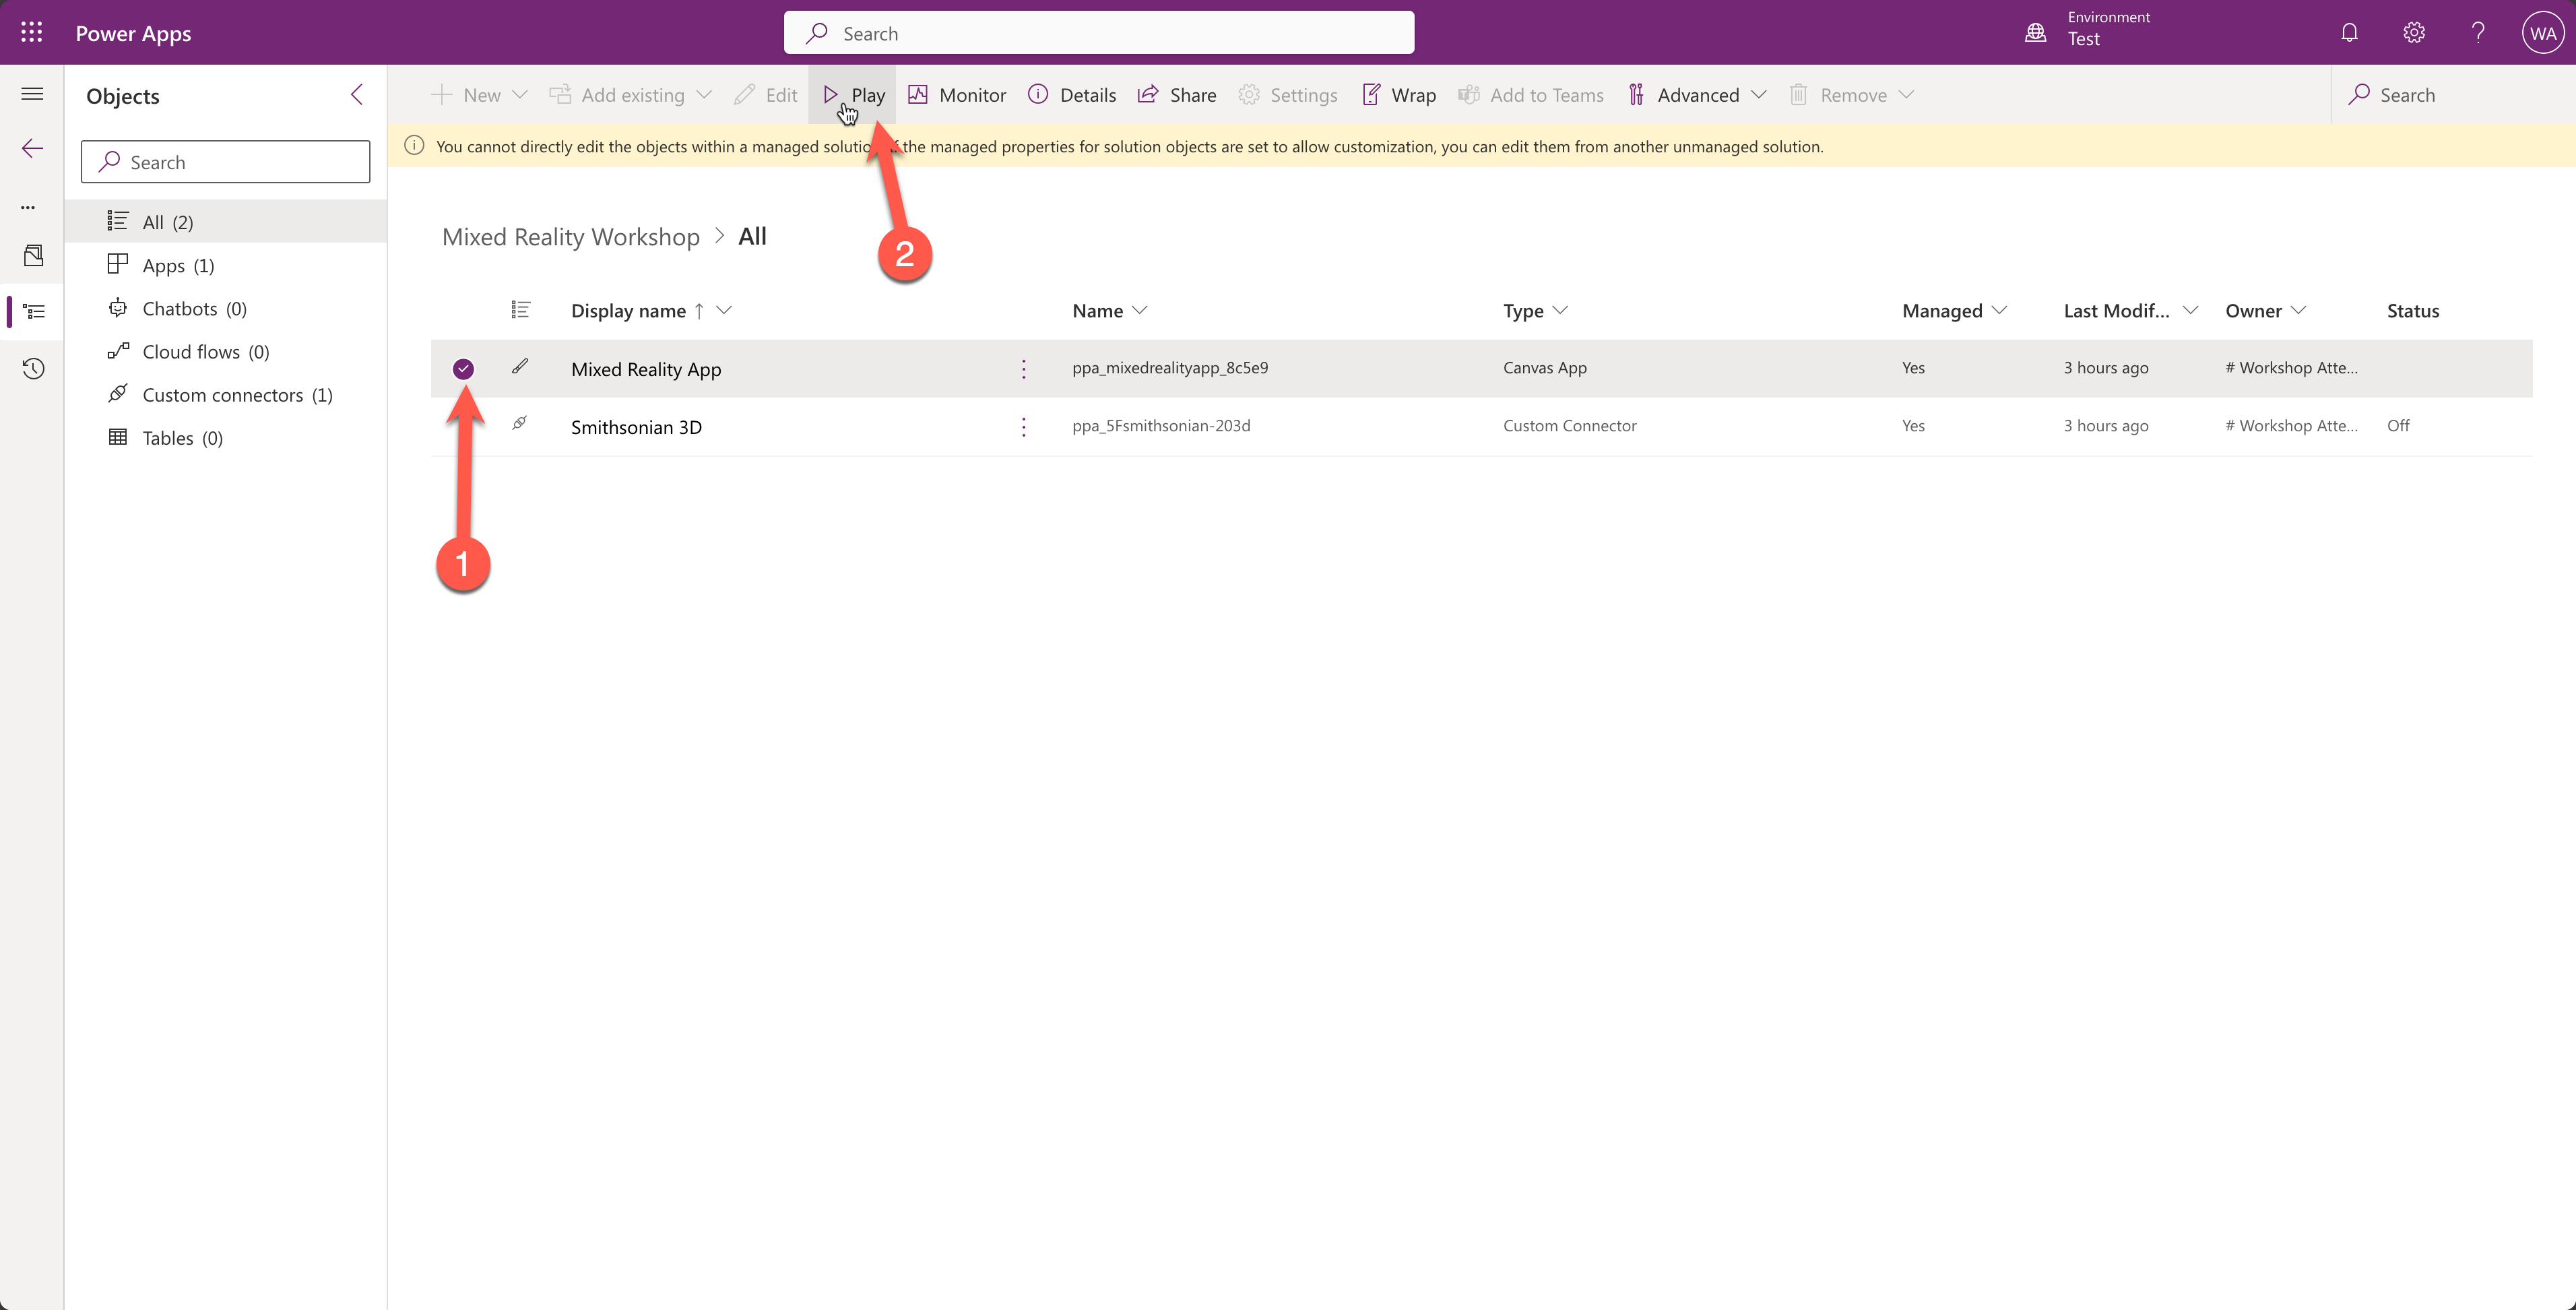 Power Apps
Search
Environment
Test
?
WA
Objects
Search
All (2)
Apps (1)
Chatbots (0)
Cloud flows (0)
Custom connectors (1)
Tables (0)
New
Add existing
Edit
Play
Monitor
Details
Share
Settings
Wrap
Add to Teams
Advanced
Remove
Search
You cannot directly edit the objects within a managed solutio the managed properties for solution objects are set to allow customization, you can edit them from another unmanaged solution.
Mixed Reality Workshop > All
2
Display name ↑ Name Type Managed Last Modif... Owner Status
Mixed Reality App ppa_mixedrealityapp_8c5e9 Canvas App Yes 3 hours ago # Workshop Atte...
Smithsonian 3D ppa_5Fsmithsonian-203d Custom Connector Yes 3 hours ago # Workshop Atte... Off
1